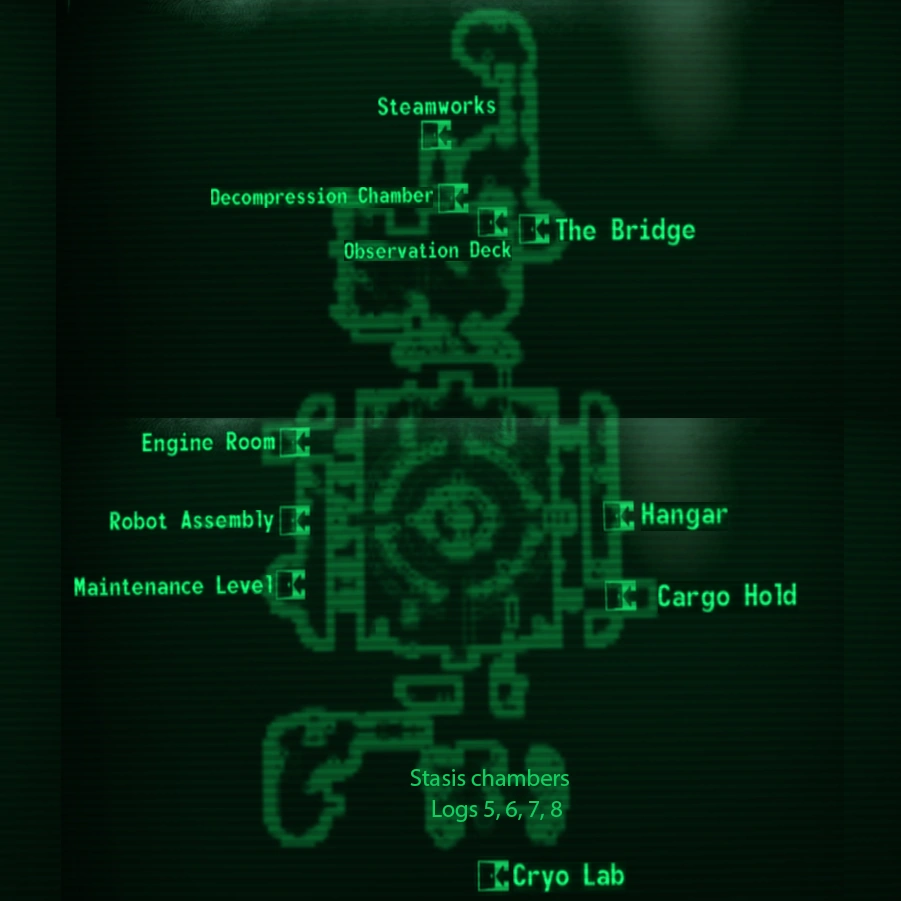 Steamworks
Decompression Chamber
The Bridge
Observation Deck
Engine Room
Hangar
Robot Assembly
Maintenance Level
Cargo Hold
Stasis chambers
Logs 5, 6, 7, 8
Cryo Lab